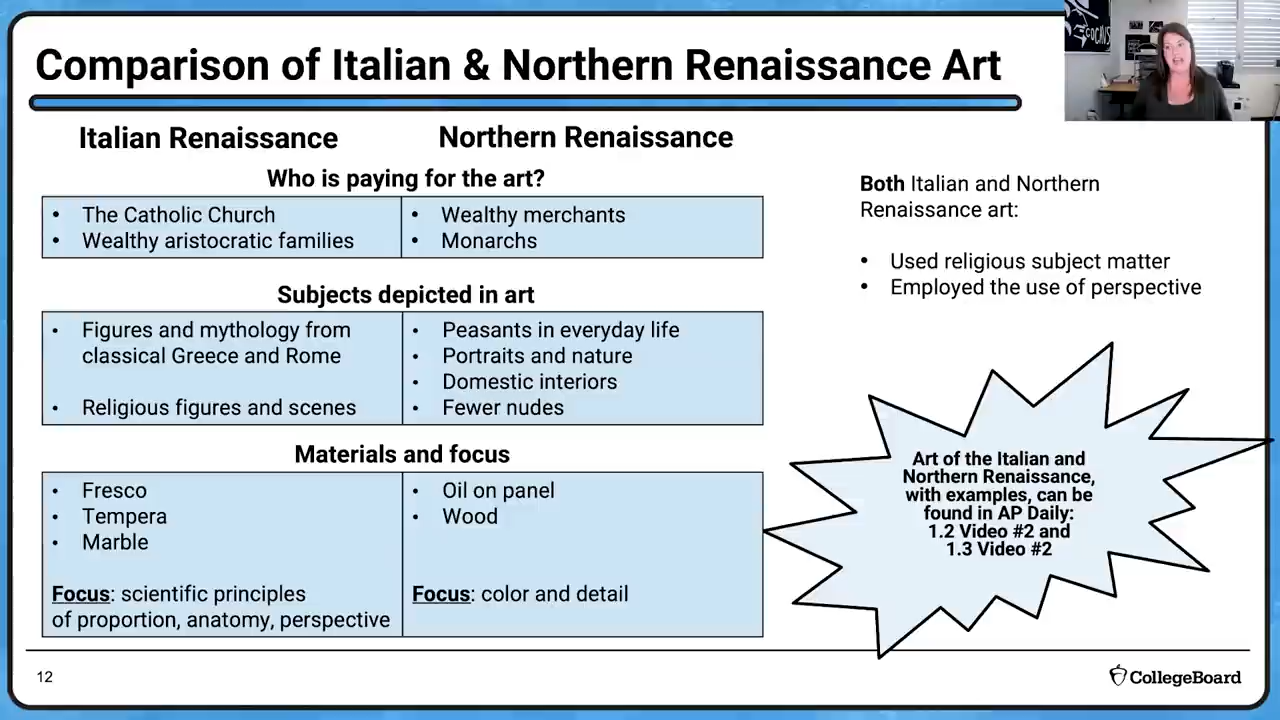 Comparison of Italian & Northern Renaissance Art
COCKNS
Italian Renaissance
Northern Renaissance
Who is paying for the art?
• The Catholic Church
• Wealthy aristocratic families
• Wealthy merchants
• Monarchs
Subjects depicted in art
• Figures and mythology from
classical Greece and Rome
• Religious figures and scenes
• Peasants in everyday life
• Portraits and nature
• Domestic interiors
• Fewer nudes
Materials and focus
• Fresco
• Tempera
• Marble
Focus: scientific principles
of proportion, anatomy, perspective
• Oil on panel
• Wood
Focus: color and detail
Both Italian and Northern
Renaissance art:
• Used religious subject matter
• Employed the use of perspective
Art of the Italian and
Northern Renaissance,
with examples, can be
found in AP Daily:
1.2 Video #2 and
1.3 Video #2
12
CollegeBoard